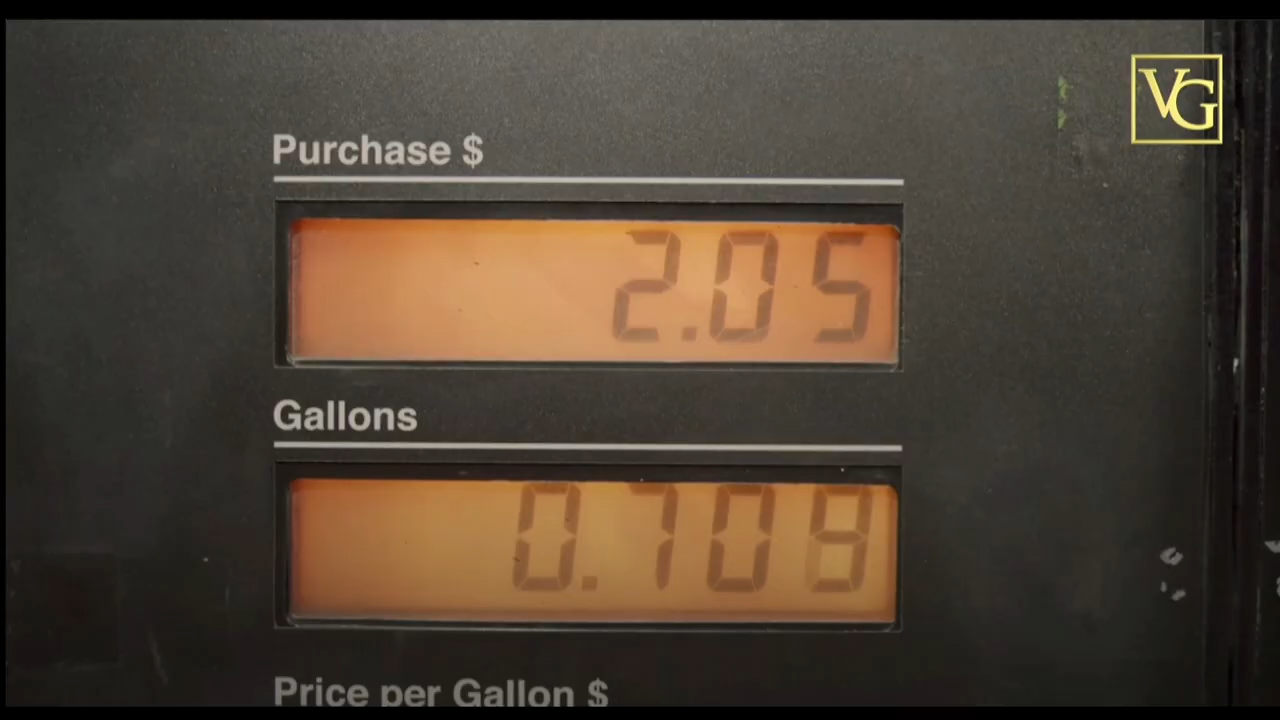 VG
Purchase $
2.05
Gallons
0.708
Price per Gallon $